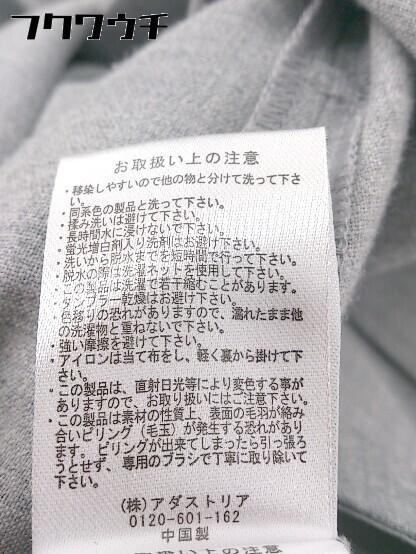 フクワウチ
お取扱い上の注意
・移染しやすいので他の物と分けて洗って下さ
い。
・同系色の製品と洗って下さい。
・揉み洗いは避けて下さい。
・長時間水に浸けないで下さい。
・蛍光増白剤入り洗剤はお避け下さい。
・洗いから脱水までを短時間で行って下さい。
・脱水の際は洗濯ネットを使用して下さい。
・この製品は洗濯で若干縮むことがあります。
・タンブラー乾燥はお避け下さい。
・色移りの恐れがありますので、濡れたまま他
の洗濯物と重ねないで下さい。
・強い摩擦を避けて下さい。
・アイロンは当て布をし、軽く裏から掛けて下
さい。
・この製品は、直射日光等により変色する事が
ありますので、お取り扱いにはご注意下さい。
・この製品は素材の性質上、表面の毛羽が絡み
合いピリング（毛玉）が発生する恐れがあり
ます。ピリングが出来てしまったら引っ張ろ
うとせず、専用のブラシで丁寧に取り除いて
下さい。
（株）アダストリア
0120-601-162
中国製
お取扱い上の注意